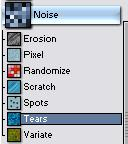 Noise
Erosion
Pixel
Randomize
Scratch
Spots
Tears
Variate